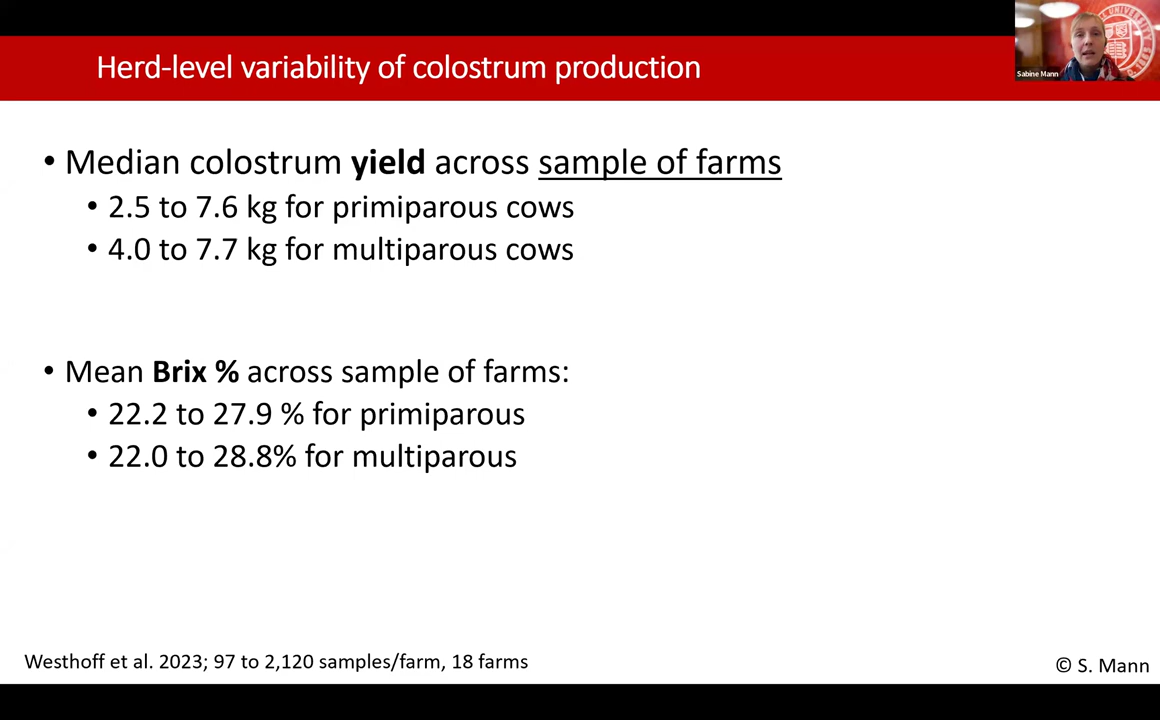 Herd-level variability of colostrum production
Sabine Mann
• Median colostrum yield across sample of farms
• 2.5 to 7.6 kg for primiparous cows
• 4.0 to 7.7 kg for multiparous cows
• Mean Brix % across sample of farms:
• 22.2 to 27.9 % for primiparous
• 22.0 to 28.8% for multiparous
Westhoff et al. 2023; 97 to 2,120 samples/farm, 18 farms
© S. Mann